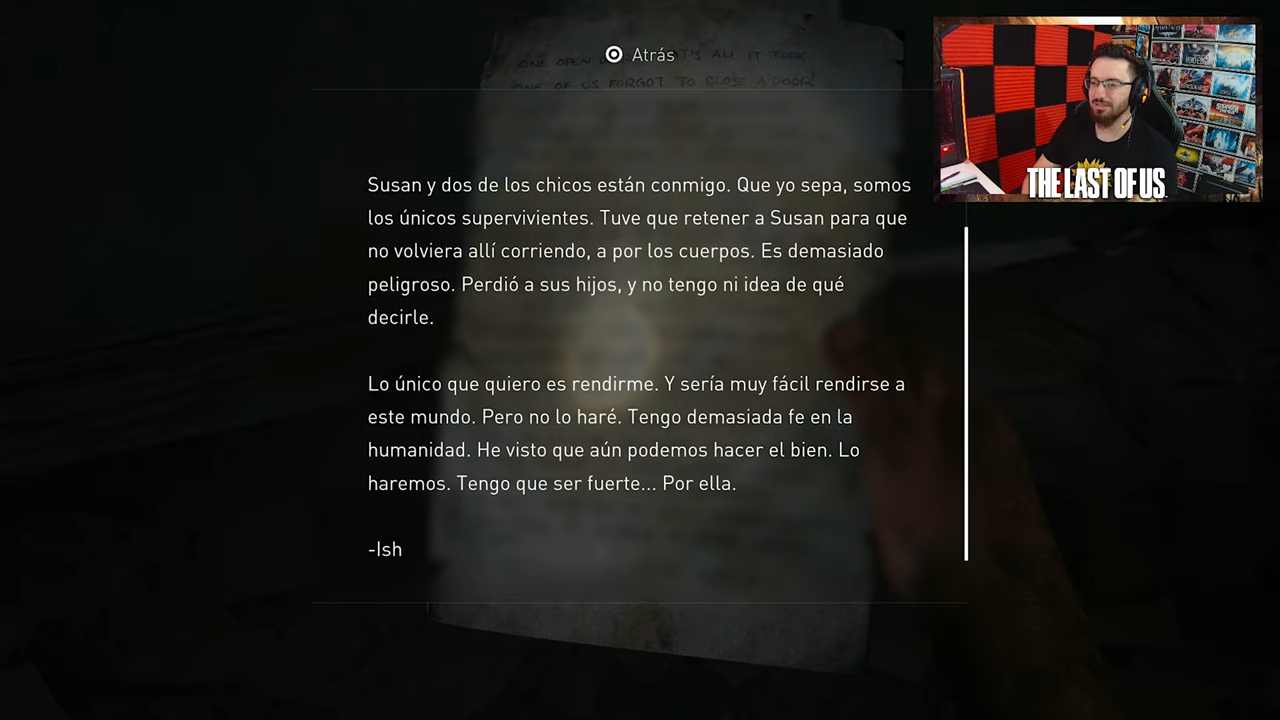 Atrás
ONE OPEN T'S ALL IT TOOK
ONE OF US FORGOT TO CLOSE A DOOR
THE LAST OF US
Susan y dos de los chicos están conmigo. Que yo sepa, somos
los únicos supervivientes. Tuve que retener a Susan para que
no volviera allí corriendo, a por los cuerpos. Es demasiado
peligroso. Perdió a sus hijos, y no tengo ni idea de qué
decirle.
Lo único que quiero es rendirme. Y sería muy fácil rendirse a
este mundo. Pero no lo haré. Tengo demasiada fe en la
humanidad. He visto que aún podemos hacer el bien. Lo
haremos. Tengo que ser fuerte... Por ella.
-Ish